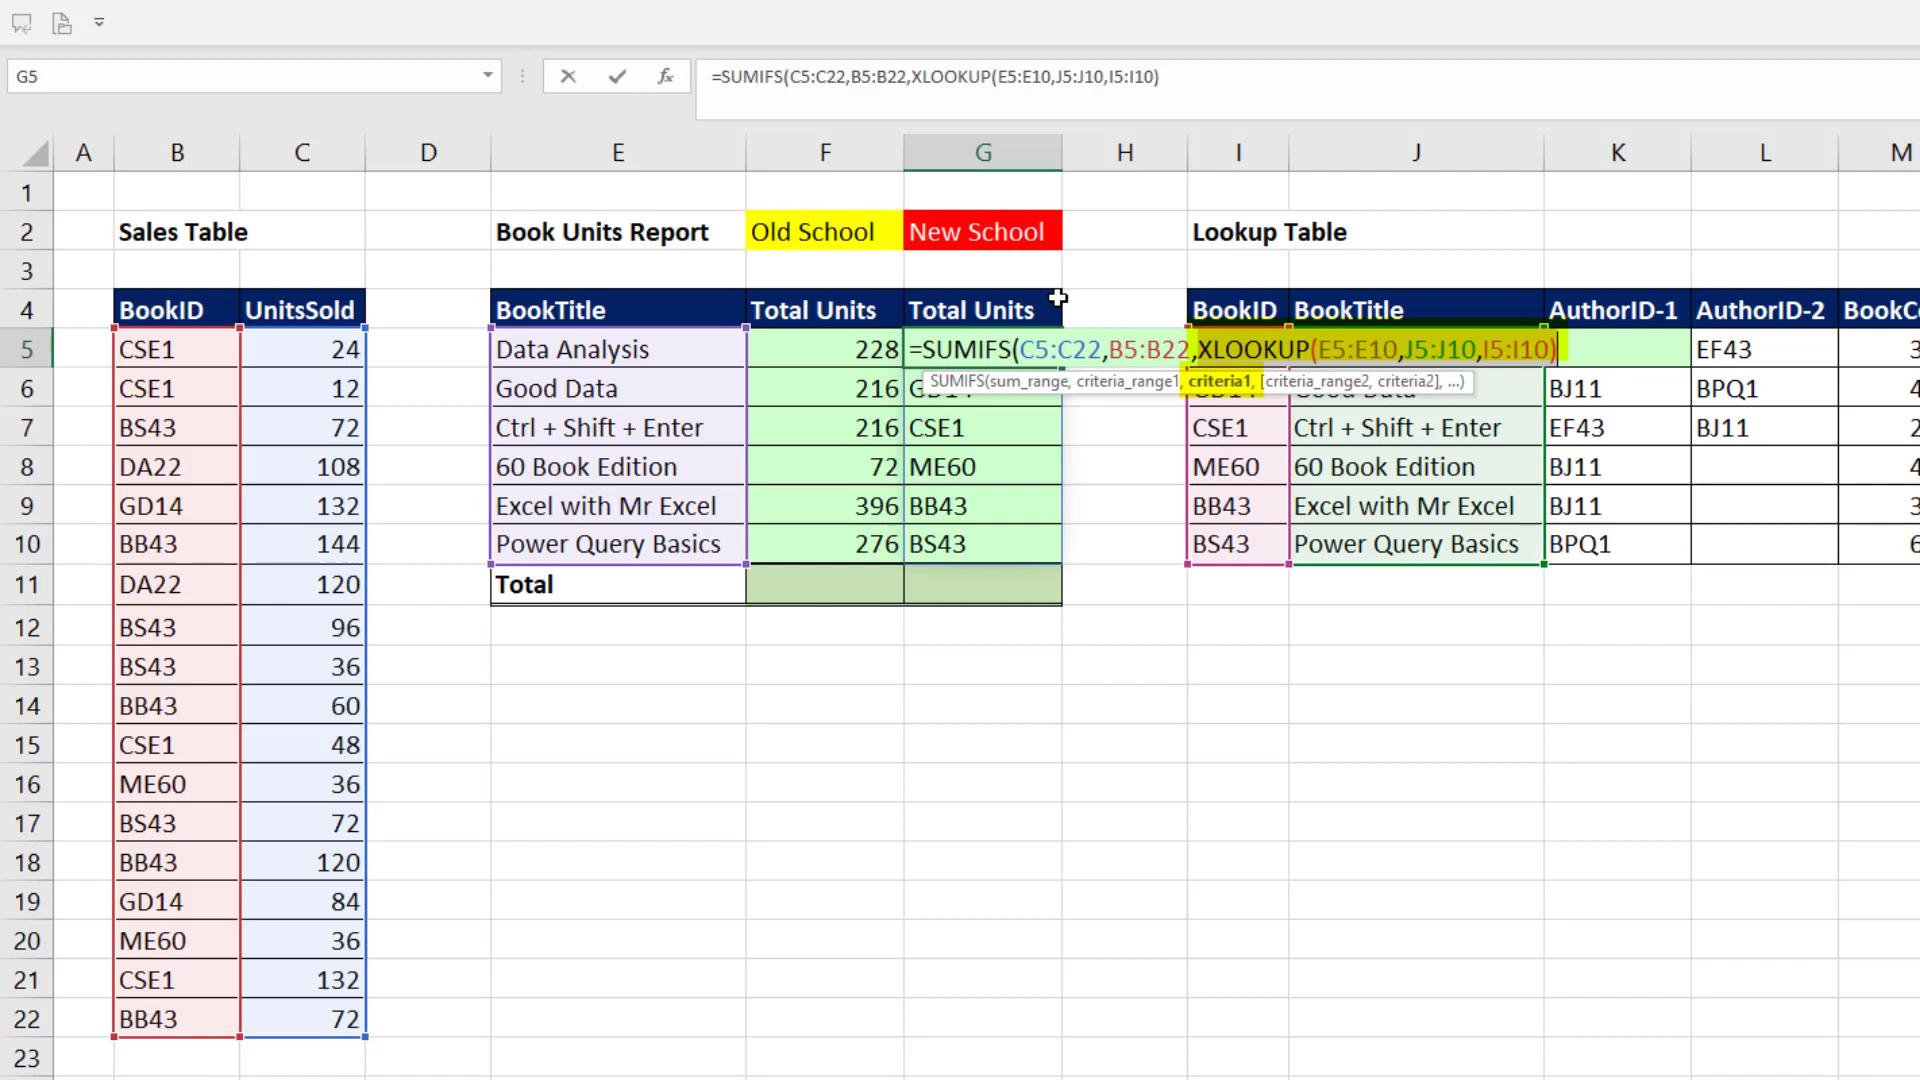 G5 =SUMIFS(C5:C22,B5:B22,XLOOKUP(E5:E10,J5:J10,I5:I10)
A B C D E F G H I J K L M
1
2 Sales Table Book Units Report Old School New School Lookup Table
3
4 BookID UnitsSold BookTitle Total Units Total Units BookID BookTitle AuthorID-1 AuthorID-2
5 CSE1 24 Data Analysis 228 =SUMIFS(C5:C22,B5:B22,XLOOKUP(E5:E10,J5:J10,I5:I10) EF43 3
SUMIFS(sum_range, criteria_range1, criteria1, [criteria_range2, criteria2], ...)
6 CSE1 12 Good Data 216 BJ11 BPQ1 4
7 BS43 72 Ctrl + Shift + Enter 216 CSE1 CSE1 Ctrl + Shift + Enter EF43 BJ11 2
8 DA22 108 60 Book Edition 72 ME60 ME60 60 Book Edition BJ11 4
9 GD14 132 Excel with Mr Excel 396 BB43 BB43 Excel with Mr Excel BJ11 3
10 BB43 144 Power Query Basics 276 BS43 BS43 Power Query Basics BPQ1 6
11 DA22 120 Total
12 BS43 96
13 BS43 36
14 BB43 60
15 CSE1 48
16 ME60 36
17 BS43 72
18 BB43 120
19 GD14 84
20 ME60 36
21 CSE1 132
22 BB43 72
23